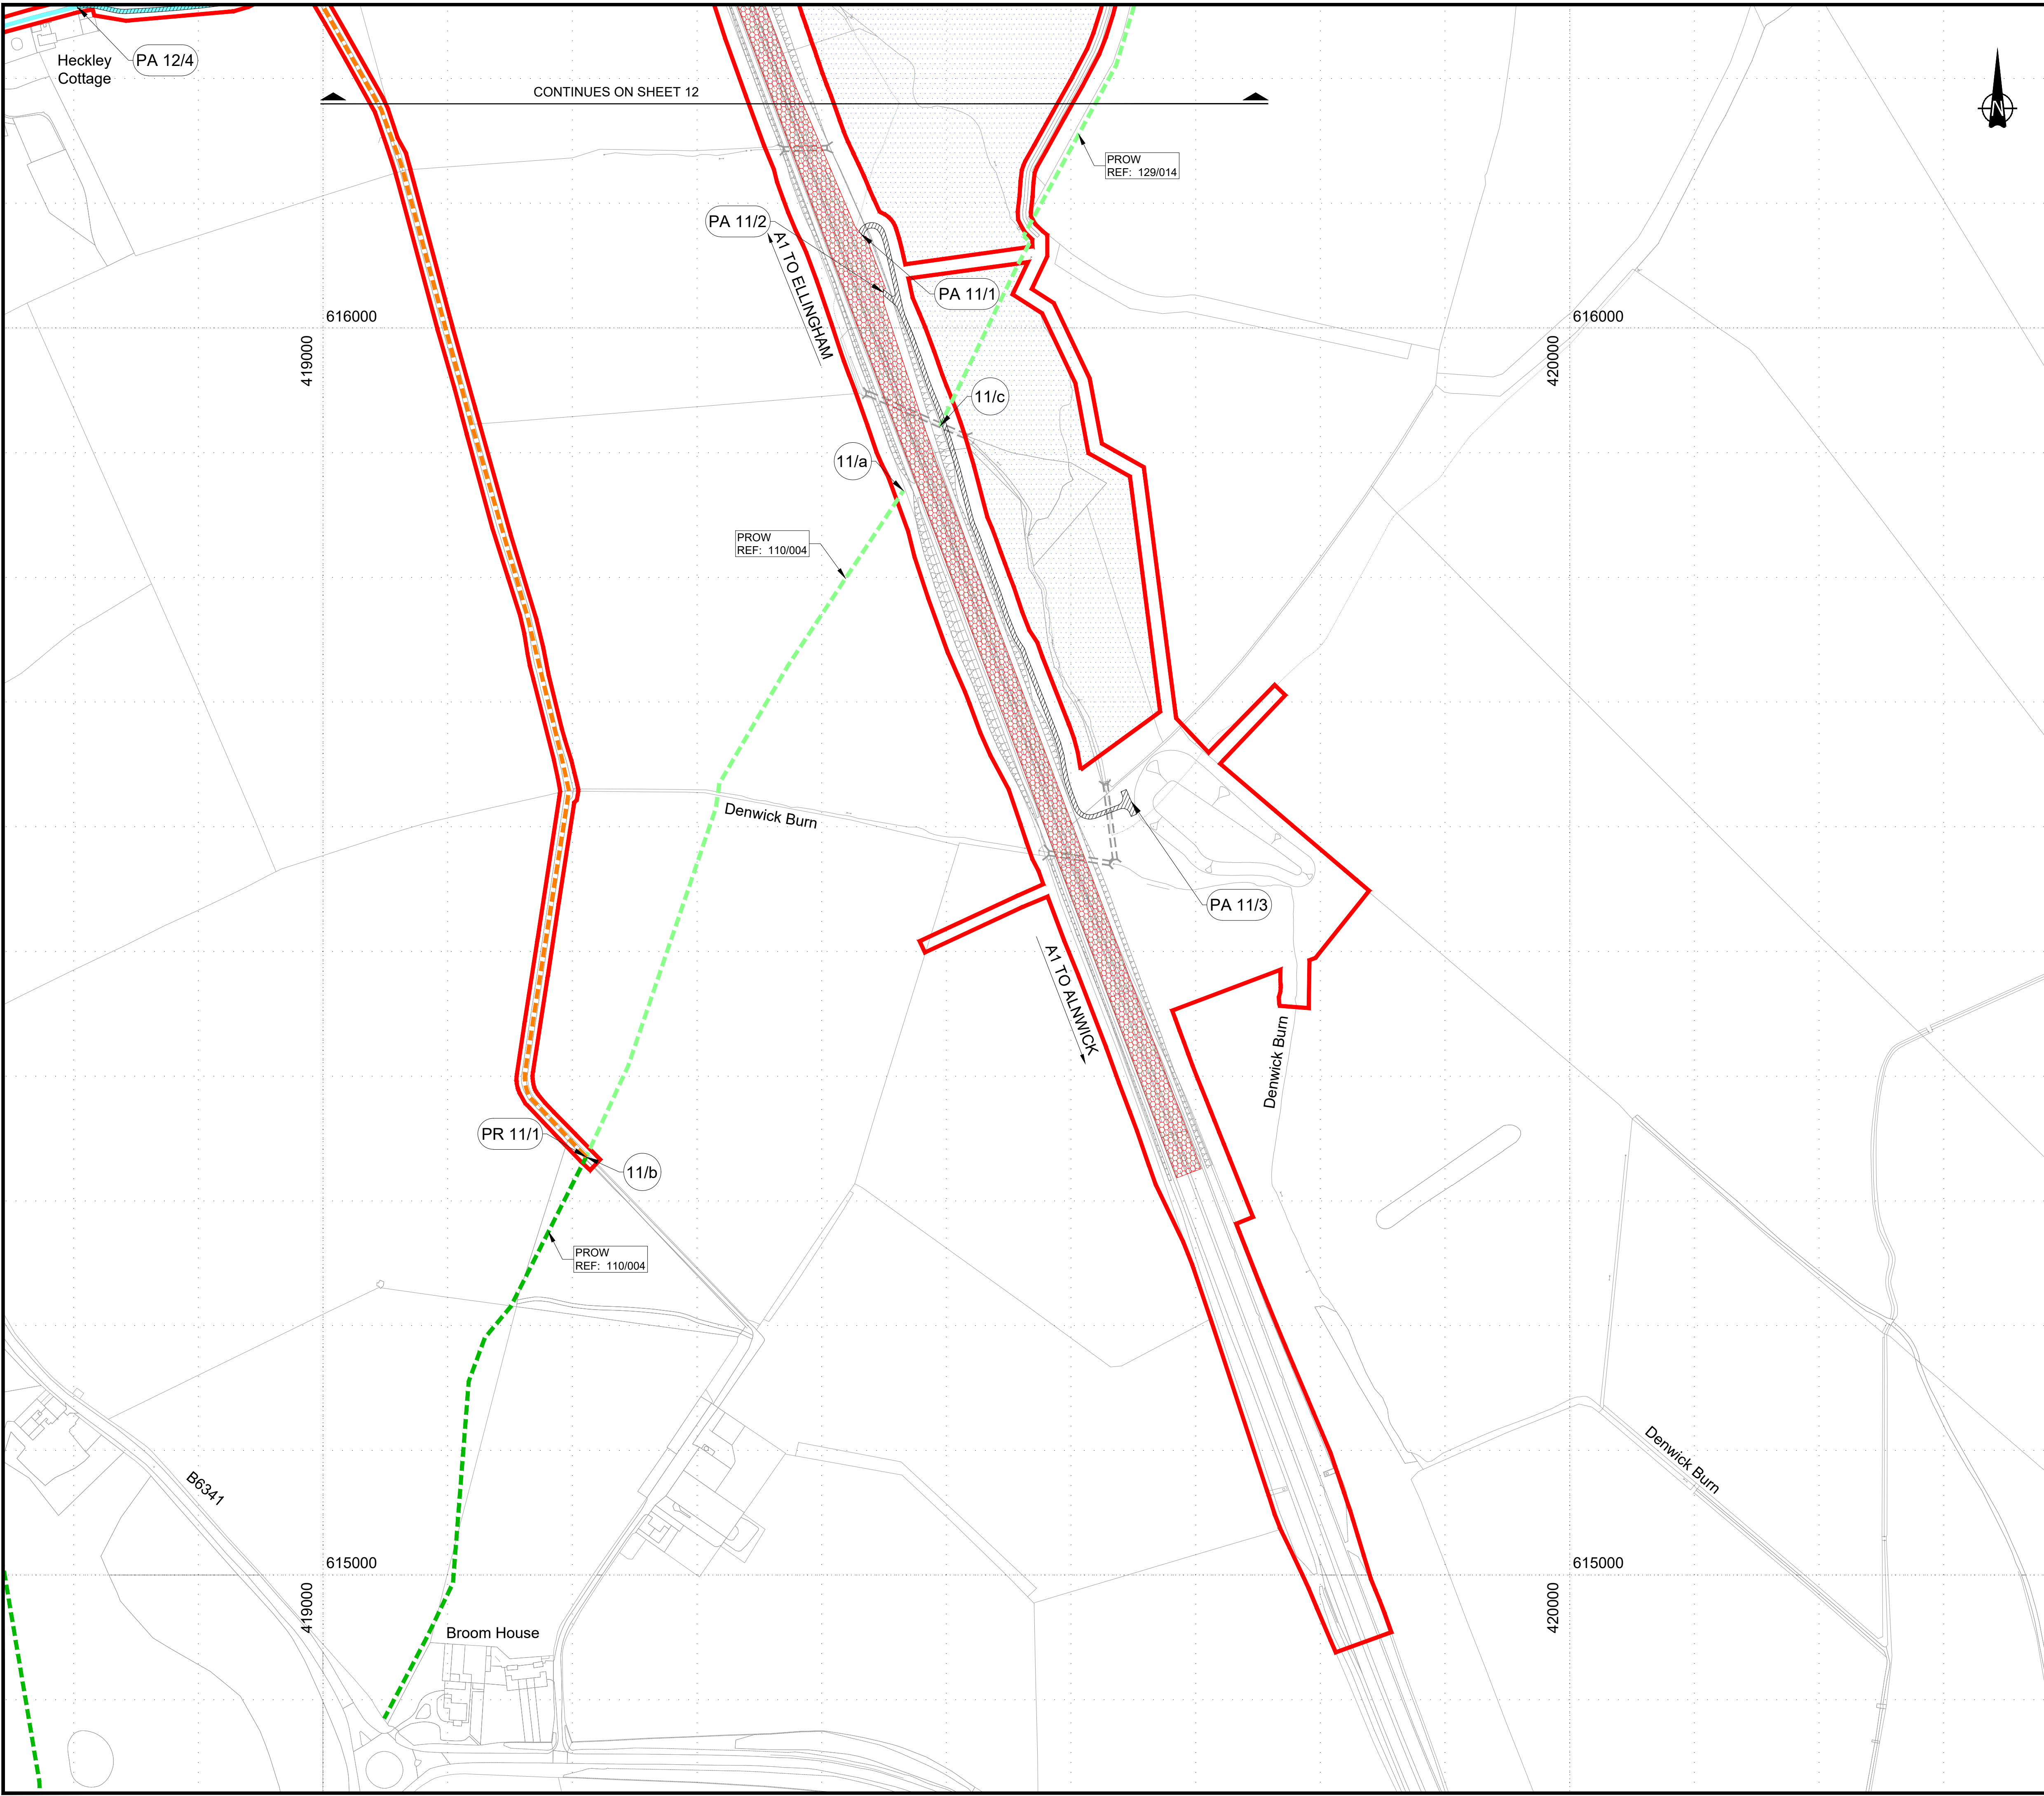 Heckley
Cottage
PA 12/4
CONTINUES ON SHEET 12
N
PROW
REF: 129/014
PA 11/2
A1 TO ELLINGHAM
PA 11/1
616000
419000
616000
420000
11/c
11/a
PROW
REF: 110/004
Denwick Burn
PA 11/3
A1 TO ALNWICK
Denwick Burn
PR 11/1
11/b
PROW
REF: 110/004
B6341
Denwick Burn
615000
419000
615000
420000
Broom House